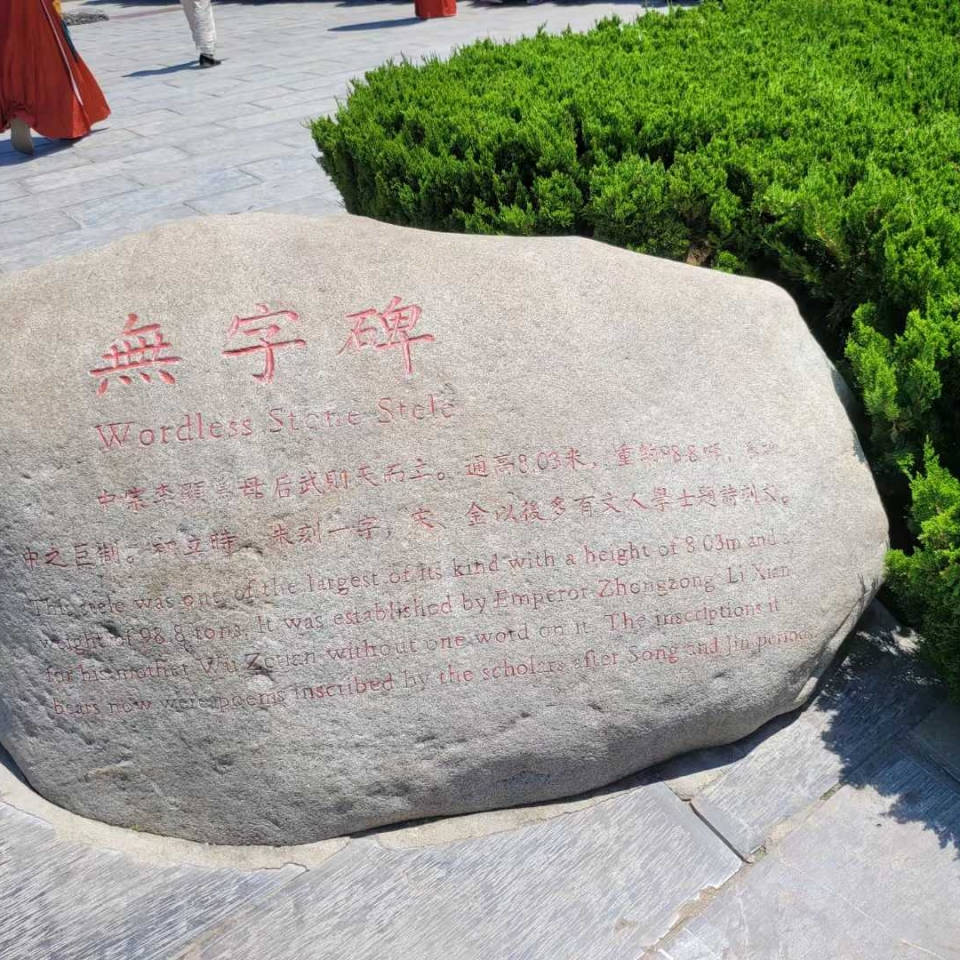 無字碑
Wordless Stone Stele
中宗李顯爲母后武則天而立。通高8.03米，重約98.8噸，爲碑
中之巨制。初立時，未刻一字，宋、金以後多有文人學士題詩刻文。
This stele was one of the largest of its kind with a height of 8.03m and a
weight of 98.8 tons. It was established by Emperor Zhongzong Li Xian
for his mother Wu Zetian without one word on it. The inscriptions it
bears now were poems inscribed by the scholars after Song and Jin periods.